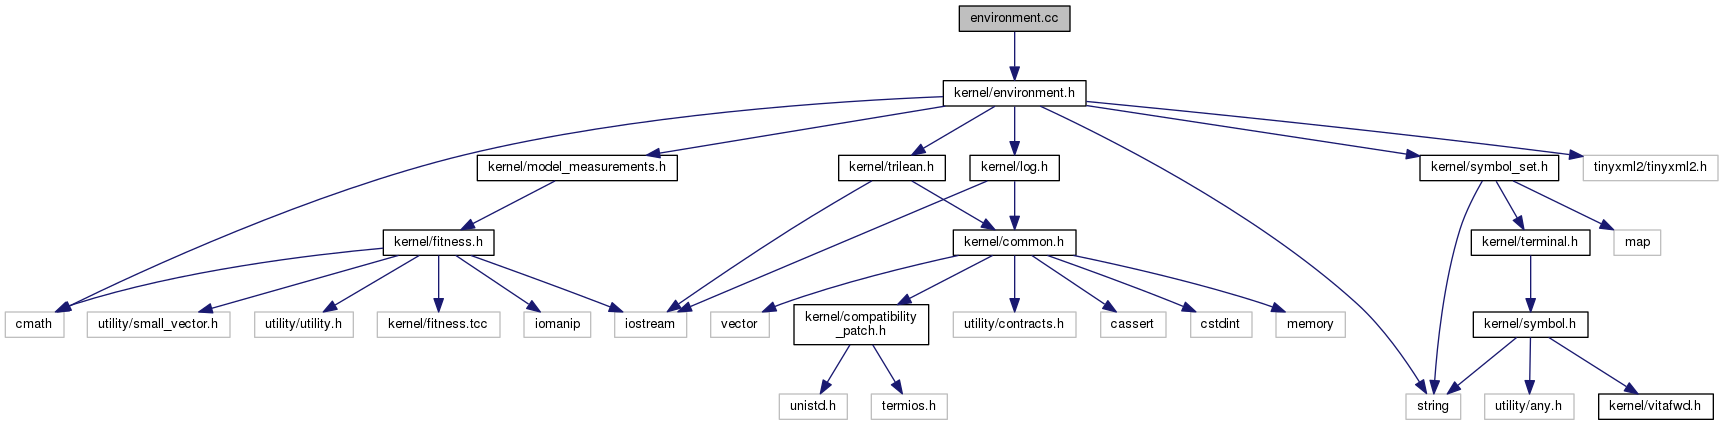 environment.cc
kernel/environment.h
kernel/model_measurements.h
kernel/trilean.h
kernel/log.h
kernel/symbol_set.h
tinyxml2/tinyxml2.h
kernel/fitness.h
kernel/common.h
kernel/terminal.h
map
cmath
utility/small_vector.h
utility/utility.h
kernel/fitness.tcc
iomanip
iostream
vector
kernel/compatibility
_patch.h
utility/contracts.h
cassert
cstdint
memory
kernel/symbol.h
unistd.h
termios.h
string
utility/any.h
kernel/vitafwd.h